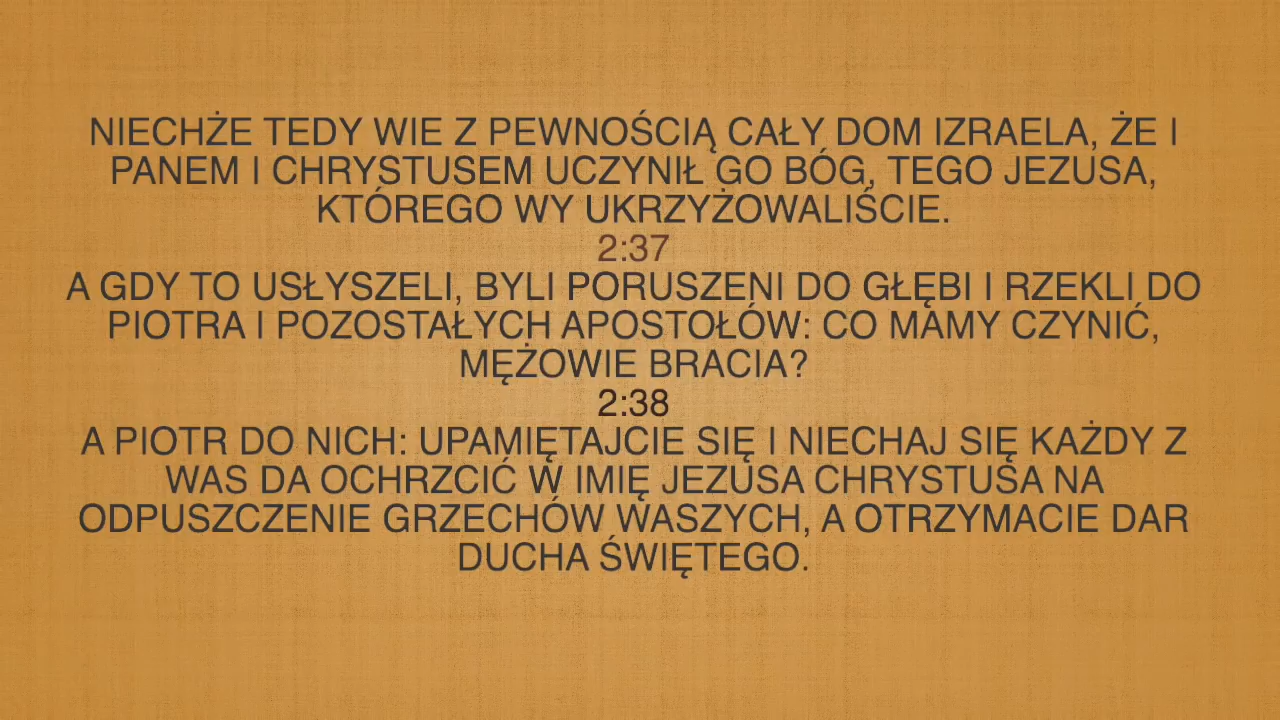 NIECHŻE TEDY WIE Z PEWNOŚCIĄ CAŁY DOM IZRAELA, ŻE I
PANEM I CHRYSTUSEM UCZYNIŁ GO BÓG, TEGO JEZUSA,
KTÓREGO WY UKRZYŻOWALIŚCIE.
2:37
A GDY TO USŁYSZELI, BYLI PORUSZENI DO GŁĘBI I RZEKLI DO
PIOTRA I POZOSTAŁYCH APOSTOŁÓW: CO MAMY CZYNIĆ,
MĘŻOWIE BRACIA?
2:38
A PIOTR DO NICH: UPAMIĘTAJCIE SIĘ I NIECHAJ SIĘ KAŻDY Z
WAS DA OCHRZCIĆ W IMIĘ JEZUSA CHRYSTUSA NA
ODPUSZCZENIE GRZECHÓW WASZYCH, A OTRZYMACIE DAR
DUCHA ŚWIĘTEGO.